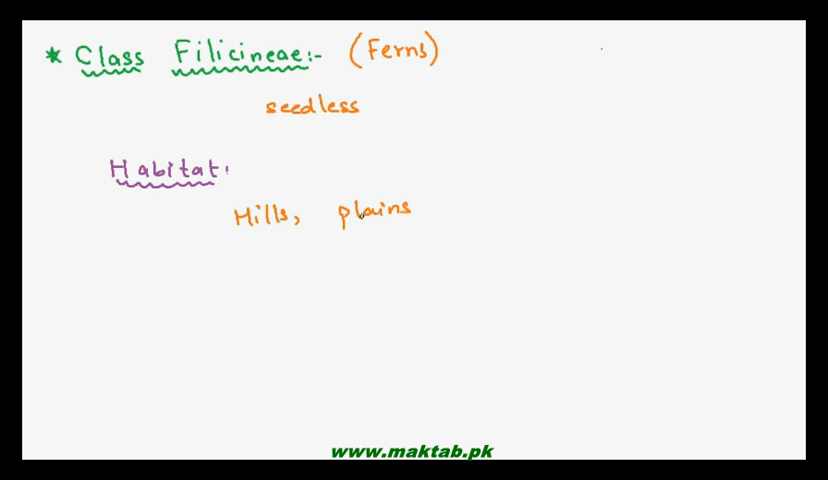 * Class Filicineae:- (Ferns)
seedless
Habitat:
Hills, plains
www.maktab.pk